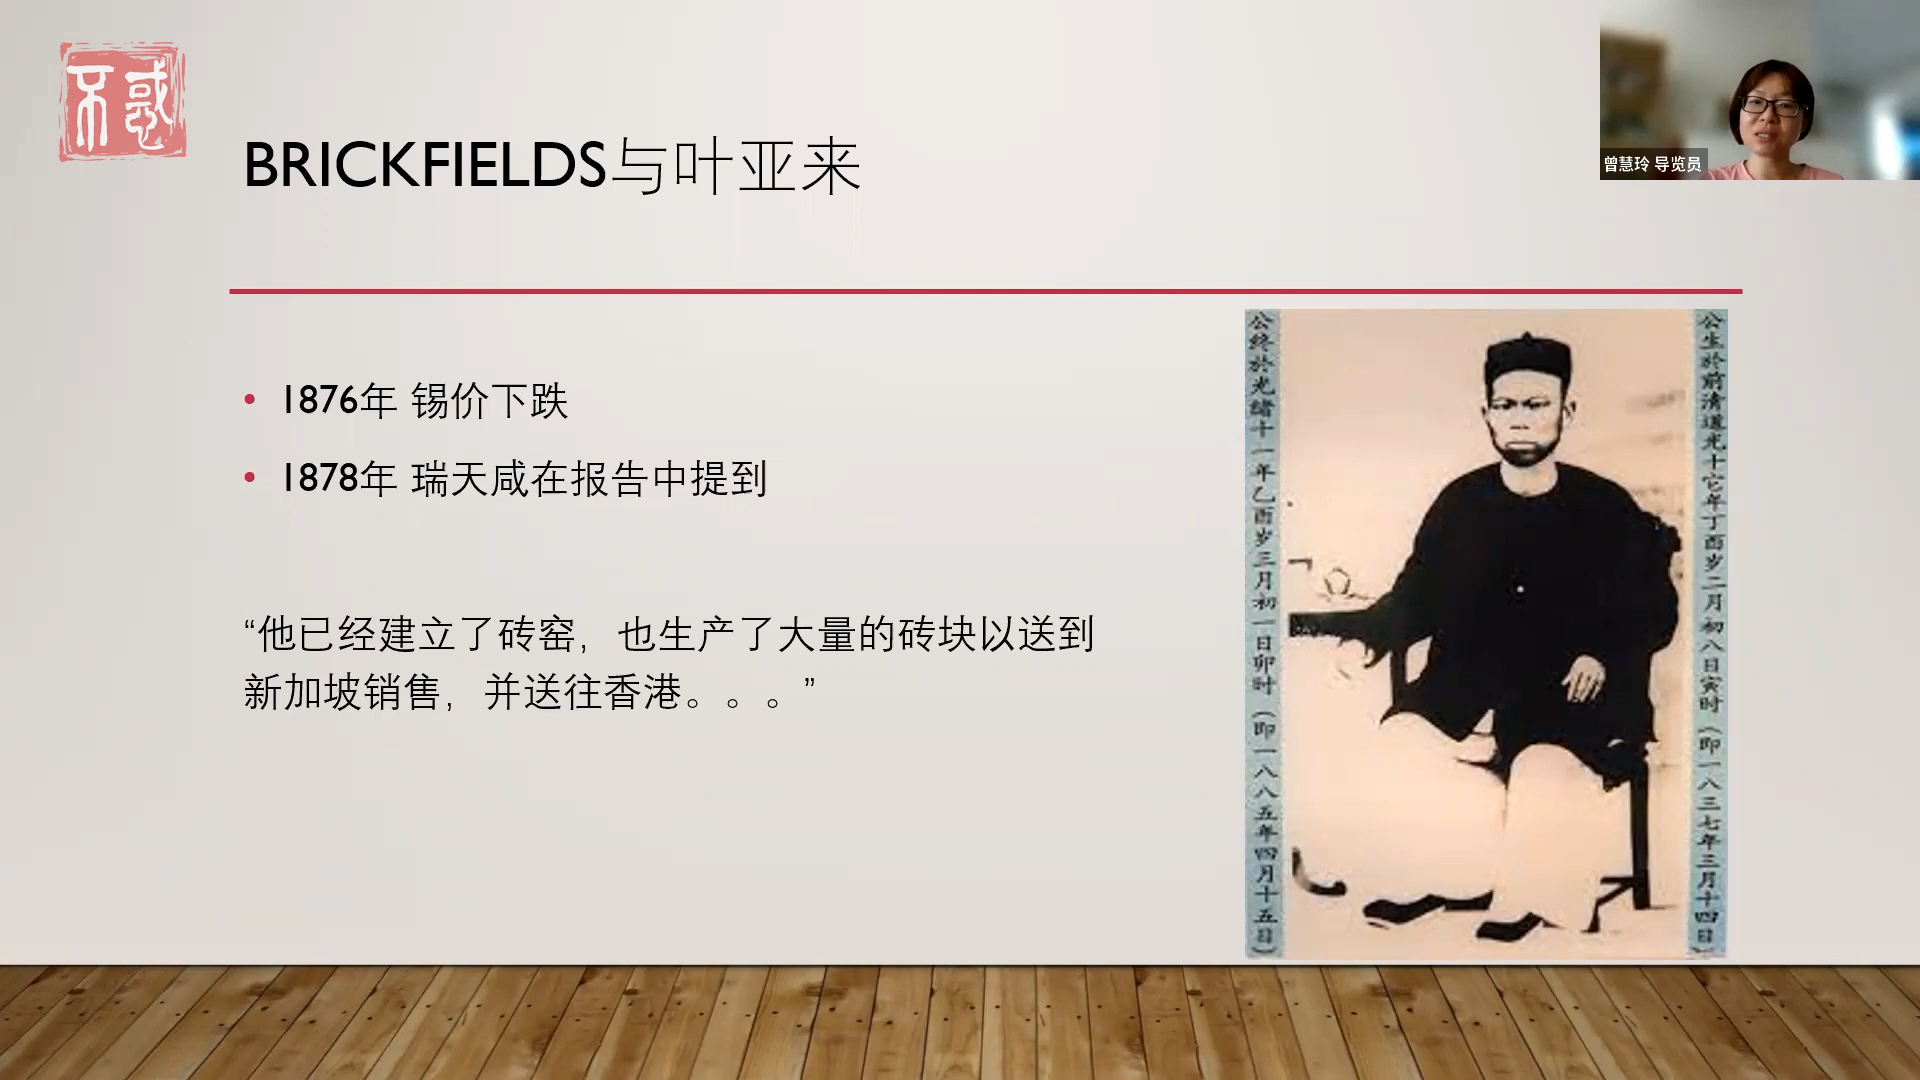 不惑
BRICKFIELDS与叶亚来
曾慧玲 导览员
1876年 锡价下跌
1878年 瑞天咸在报告中提到
“他已经建立了砖窑，也生产了大量的砖块以送到
新加坡销售，并送往香港。。。”
公生於前清道光十七年丁酉岁二月初八日寅时（即一八三七年三月十四日）
公终於光绪十一年乙酉岁三月初一日卯时（即一八八五年四月十五日）